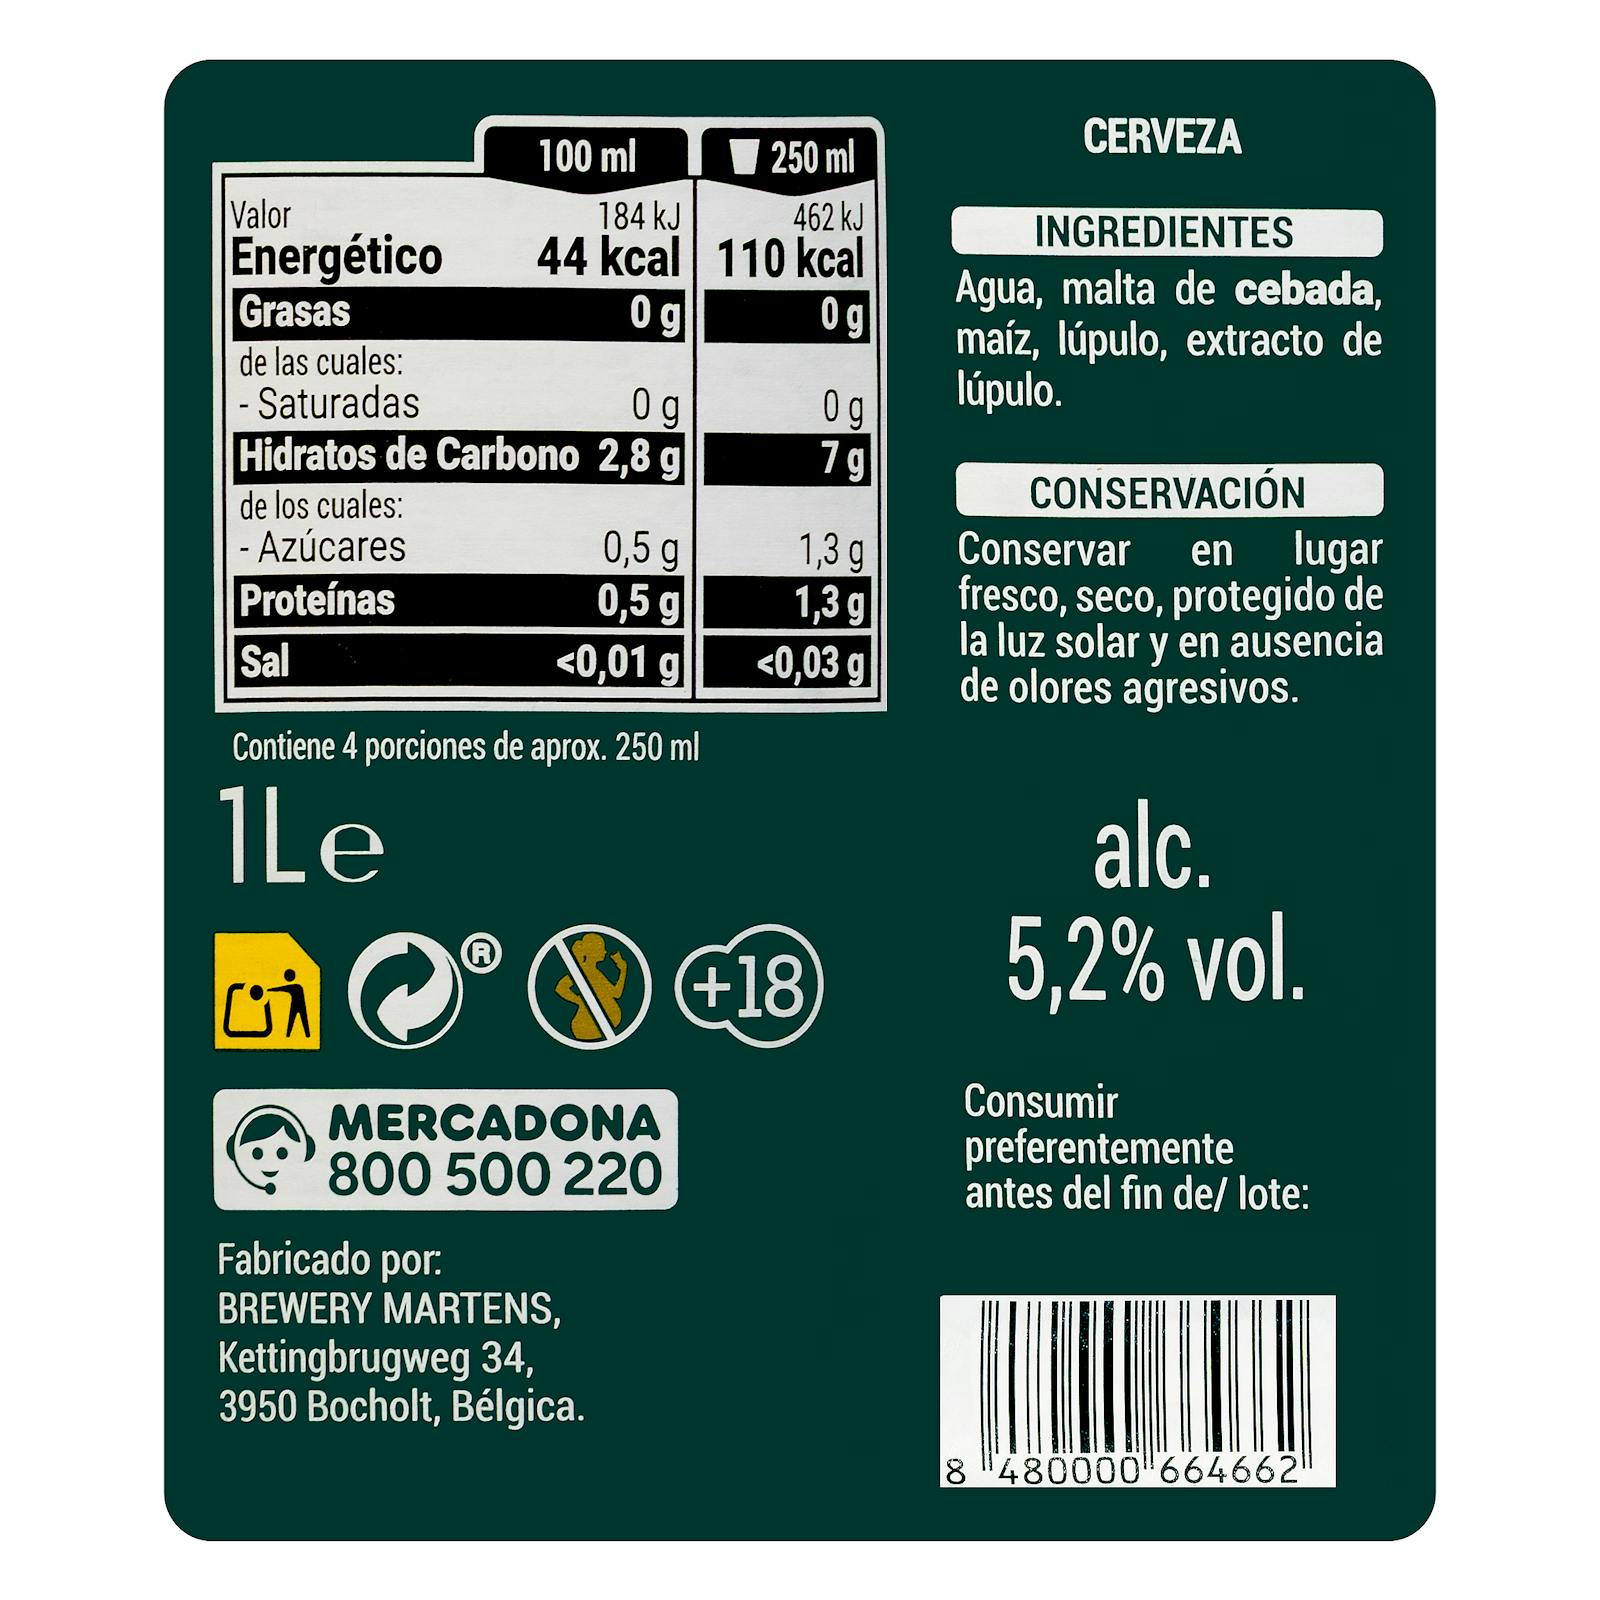 100 ml 250 ml
Valor 184 kJ 462 kJ
Energético 44 kcal 110 kcal
Grasas 0 g 0 g
de las cuales:
- Saturadas 0 g 0 g
Hidratos de Carbono 2,8 g 7 g
de los cuales:
- Azúcares 0,5 g 1,3 g
Proteínas 0,5 g 1,3 g
Sal <0,01 g <0,03 g
Contiene 4 porciones de aprox. 250 ml
1L e
®
+18
MERCADONA
800 500 220
Fabricado por:
BREWERY MARTENS,
Kettingbrugweg 34,
3950 Bocholt, Bélgica.
CERVEZA
INGREDIENTES
Agua, malta de cebada,
maíz, lúpulo, extracto de
lúpulo.
CONSERVACIÓN
Conservar en lugar
fresco, seco, protegido de
la luz solar y en ausencia
de olores agresivos.
alc.
5,2% vol.
Consumir
preferentemente
antes del fin de/ lote:
8 480000 664662